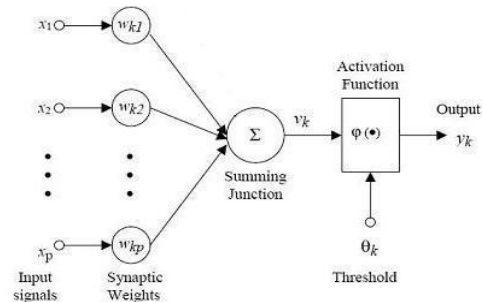 x1
wk1
Activation
Function
x2
wk2
Σ
vk
φ (•)
Output
yk
Summing
Junction
xp
wkp
θk
Input
signals
Synaptic
Weights
Threshold